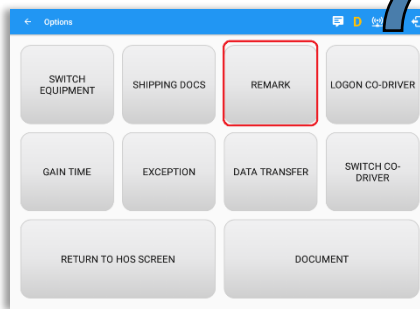 Options
D
SWITCH
EQUIPMENT
SHIPPING DOCS
REMARK
LOGON CO-DRIVER
GAIN TIME
EXCEPTION
DATA TRANSFER
SWITCH CO-
DRIVER
RETURN TO HOS SCREEN
DOCUMENT